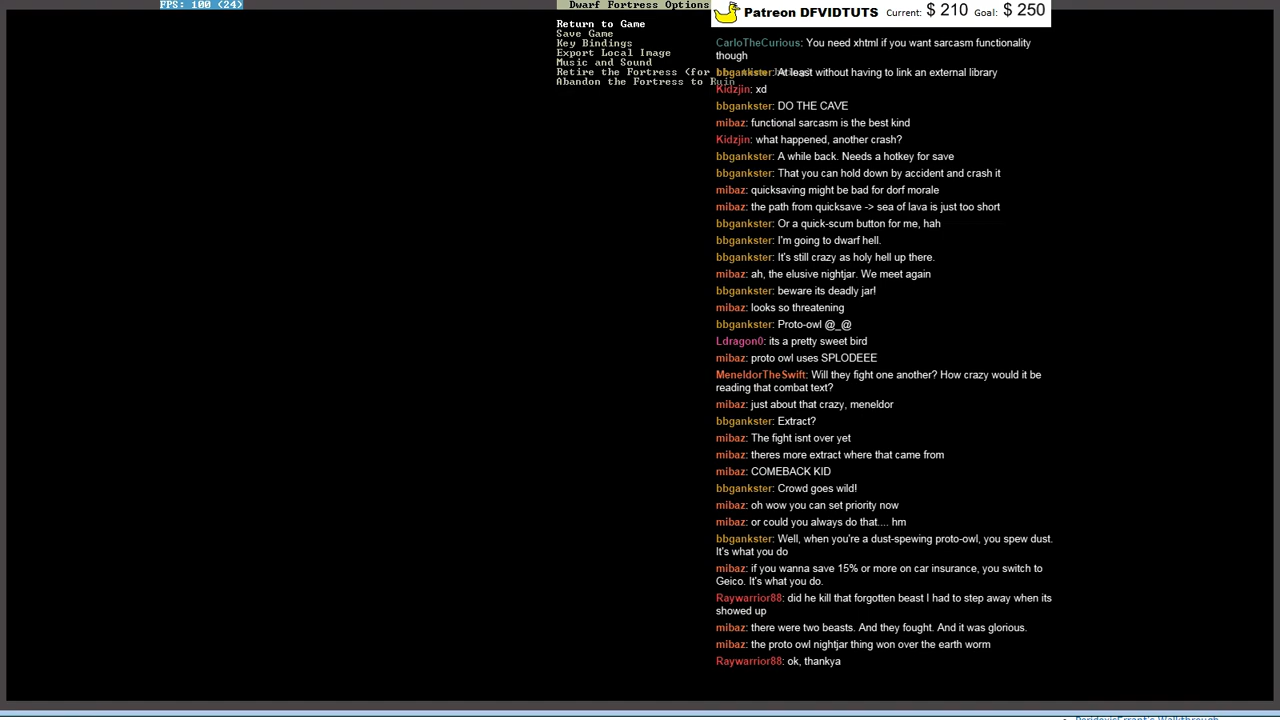 FPS: 100 (24)
Dwarf Fortress Options
Patreon DFVIDTUTS Current: $ 210 Goal: $ 250
Return to Game
Save Game
Key Bindings
Export Local Image
Music and Sound
Retire the Fortress (for
Abandon the Fortress to Ruin
CarloTheCurious: You need xhtml if you want sarcasm functionality
though
bbgankster: At least without having to link an external library
Kidzjin: xd
bbgankster: DO THE CAVE
mibaz: functional sarcasm is the best kind
Kidzjin: what happened, another crash?
bbgankster: A while back. Needs a hotkey for save
bbgankster: That you can hold down by accident and crash it
mibaz: quicksaving might be bad for dorf morale
mibaz: the path from quicksave -> sea of lava is just too short
bbgankster: Or a quick-scum button for me, hah
bbgankster: I'm going to dwarf hell.
bbgankster: It's still crazy as holy hell up there.
mibaz: ah, the elusive nightjar. We meet again
bbgankster: beware its deadly jar!
mibaz: looks so threatening
bbgankster: Proto-owl @_@
Ldragon0: its a pretty sweet bird
mibaz: proto owl uses SPLODEEE
MeneldorTheSwift: Will they fight one another? How crazy would it be
reading that combat text?
mibaz: just about that crazy, meneldor
bbgankster: Extract?
mibaz: The fight isnt over yet
mibaz: theres more extract where that came from
mibaz: COMEBACK KID
bbgankster: Crowd goes wild!
mibaz: oh wow you can set priority now
mibaz: or could you always do that.... hm
bbgankster: Well, when you're a dust-spewing proto-owl, you spew dust.
It's what you do
mibaz: if you wanna save 15% or more on car insurance, you switch to
Geico. It's what you do.
Raywarrior88: did he kill that forgotten beast I had to step away when its
showed up
mibaz: there were two beasts. And they fought. And it was glorious.
mibaz: the proto owl nightjar thing won over the earth worm
Raywarrior88: ok, thankya